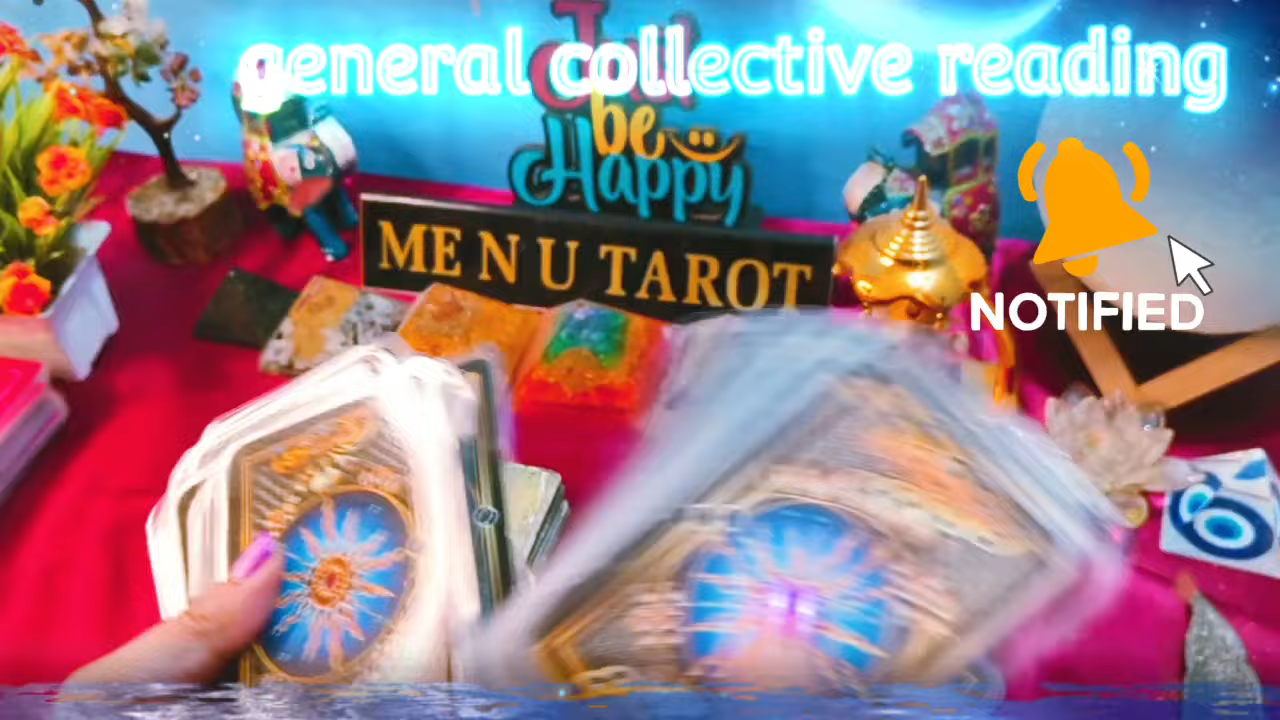 general collective reading
Just
be
Happy
ME N U TAROT
NOTIFIED